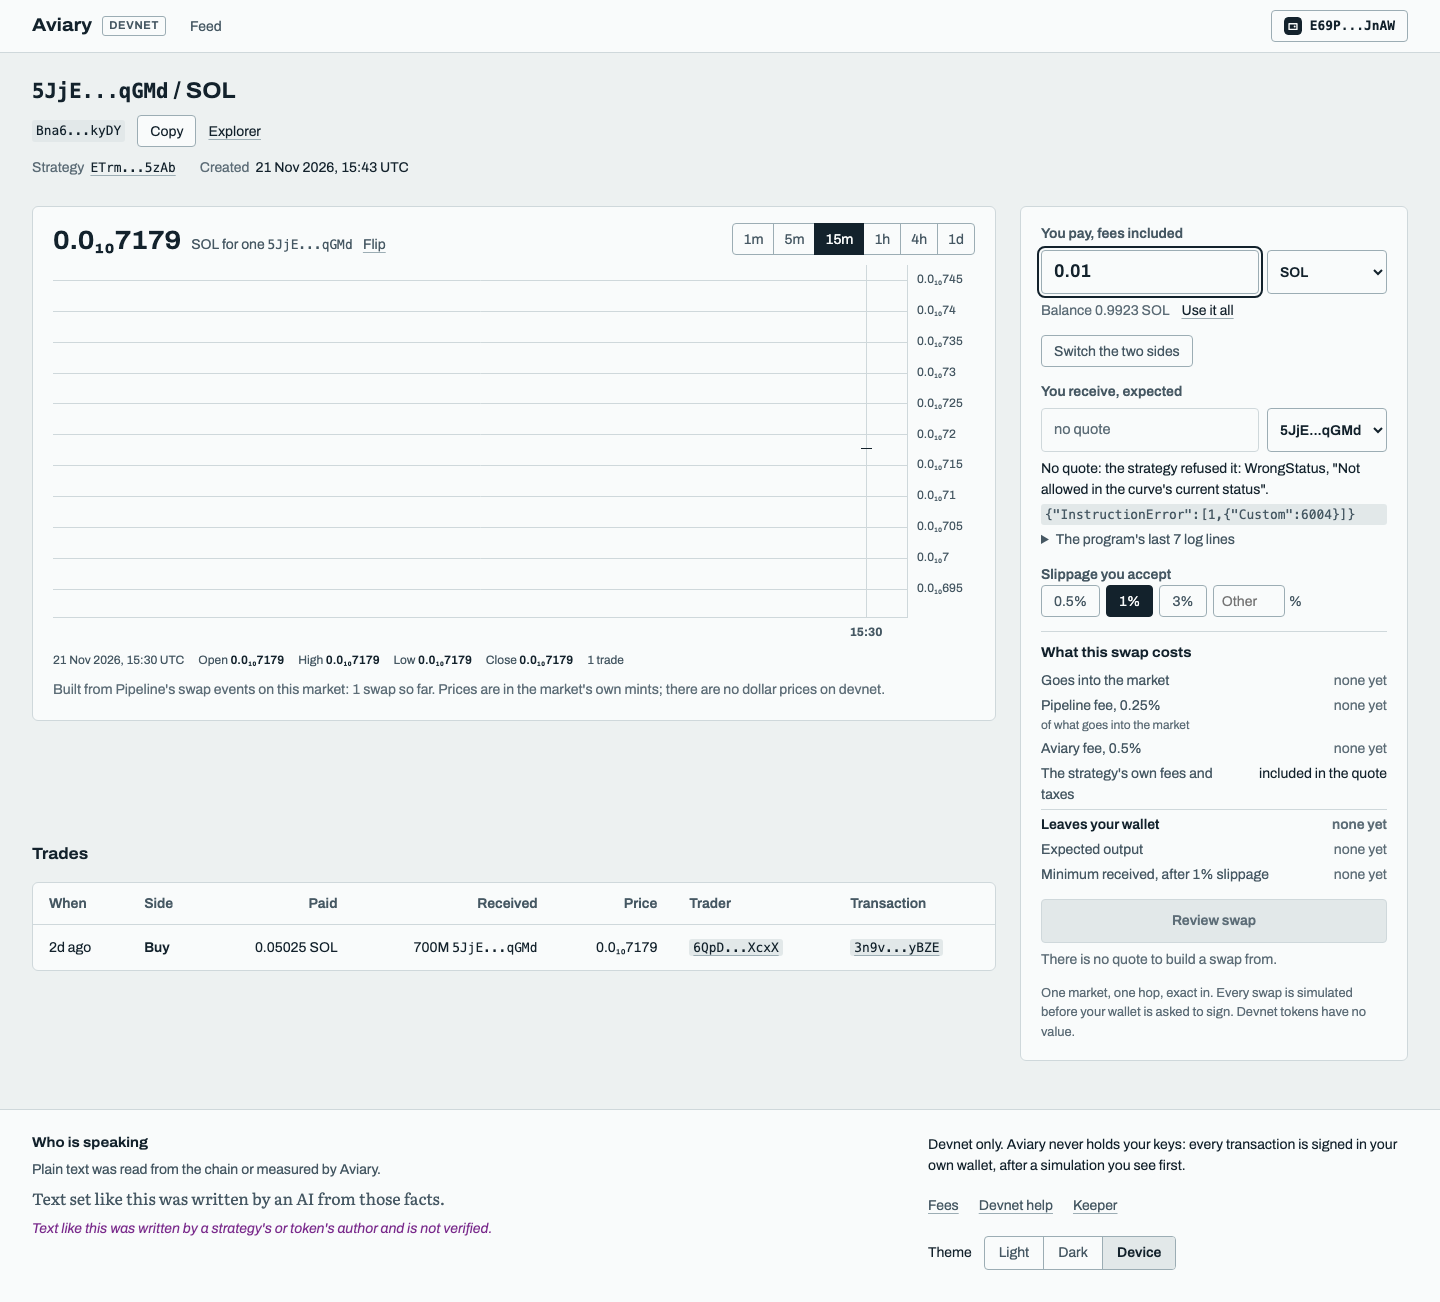 Aviary DEVNET Feed E69P...JnAW
5JjE...qGMd / SOL
Bna6...kyDY Copy Explorer
Strategy ETrm...5zAb Created 21 Nov 2026, 15:43 UTC
0.0₁₀7179 SOL for one 5JjE...qGMd Flip
1m 5m 15m 1h 4h 1d
0.0₁₀745
0.0₁₀74
0.0₁₀735
0.0₁₀73
0.0₁₀725
0.0₁₀72
0.0₁₀715
0.0₁₀71
0.0₁₀705
0.0₁₀7
0.0₁₀695
15:30
21 Nov 2026, 15:30 UTC Open 0.0₁₀7179 High 0.0₁₀7179 Low 0.0₁₀7179 Close 0.0₁₀7179 1 trade
Built from Pipeline's swap events on this market: 1 swap so far. Prices are in the market's own mints; there are no dollar prices on devnet.
Trades
When Side Paid Received Price Trader Transaction
2d ago Buy 0.05025 SOL 700M 5JjE...qGMd 0.0₁₀7179 6QpD...XcxX 3n9v...yBZE
You pay, fees included
0.01 SOL
Balance 0.9923 SOL Use it all
Switch the two sides
You receive, expected
no quote 5JjE...qGMd
No quote: the strategy refused it: WrongStatus, "Not
allowed in the curve's current status".
{"InstructionError":[1,{"Custom":6004}]}
The program's last 7 log lines
Slippage you accept
0.5% 1% 3% Other %
What this swap costs
Goes into the market none yet
Pipeline fee, 0.25% none yet
of what goes into the market
Aviary fee, 0.5% none yet
The strategy's own fees and included in the quote
taxes
Leaves your wallet none yet
Expected output none yet
Minimum received, after 1% slippage none yet
Review swap
There is no quote to build a swap from.
One market, one hop, exact in. Every swap is simulated
before your wallet is asked to sign. Devnet tokens have no
value.
Who is speaking
Plain text was read from the chain or measured by Aviary.
Text set like this was written by an AI from those facts.
Text like this was written by a strategy's or token's author and is not verified.
Devnet only. Aviary never holds your keys: every transaction is signed in your
own wallet, after a simulation you see first.
Fees Devnet help Keeper
Theme Light Dark Device